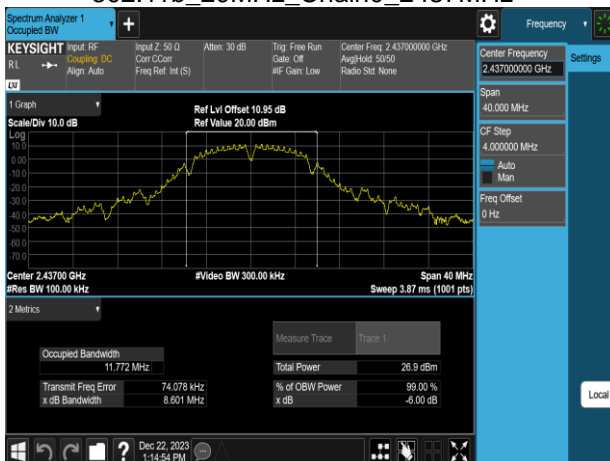 802.11b_20MHz_Chain0_2437MHz
Spectrum Analyzer 1
Occupied BW
+
Frequency
KEYSIGHT
RL
Input: RF
Coupling: DC
Align: Auto
Input Z: 50 Ω
Corr CCorr
Freq Ref: Int (S)
Atten: 30 dB
Trig: Free Run
Gate: Off
#IF Gain: Low
Center Freq: 2.437000000 GHz
Avg|Hold: 50/50
Radio Std: None
LXI
Center Frequency
2.437000000 GHz
Settings
Span
40.000 MHz
CF Step
4.000000 MHz
Auto
Man
Freq Offset
0 Hz
Local
1 Graph
Scale/Div 10.0 dB
Ref Lvl Offset 10.95 dB
Ref Value 20.00 dBm
Log
10.0
0.00
-10.0
-20.0
-30.0
-40.0
-50.0
-60.0
-70.0
Center 2.43700 GHz
#Video BW 300.00 kHz
Span 40 MHz
#Res BW 100.00 kHz
Sweep 3.87 ms (1001 pts)
2 Metrics
Measure Trace
Trace 1
Occupied Bandwidth
11.772 MHz
Total Power
26.9 dBm
Transmit Freq Error
74.078 kHz
% of OBW Power
99.00 %
x dB Bandwidth
8.601 MHz
x dB
-6.00 dB
?
Dec 22, 2023
1:14:54 PM